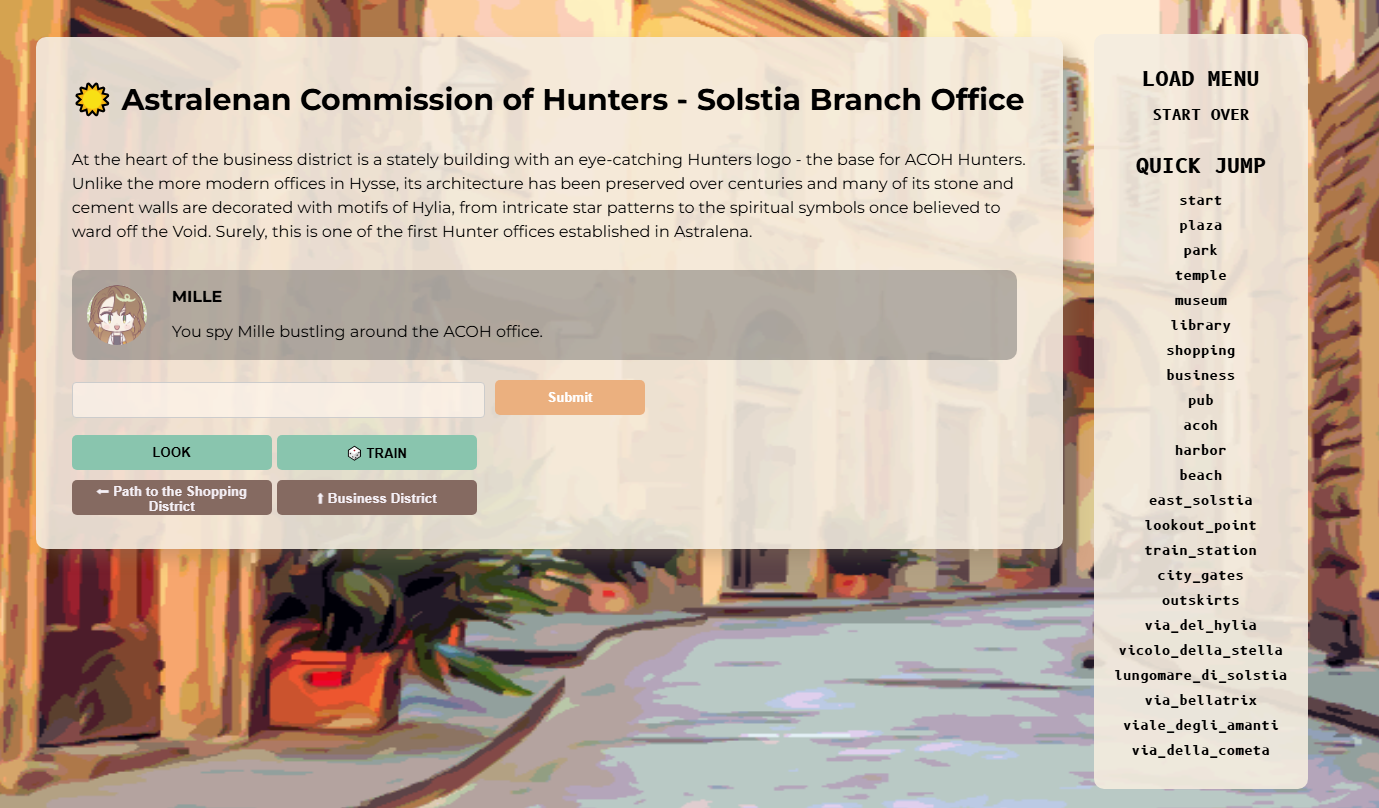 Astralenan Commission of Hunters - Solstia Branch Office
At the heart of the business district is a stately building with an eye-catching Hunters logo - the base for ACOH Hunters.
Unlike the more modern offices in Hysse, its architecture has been preserved over centuries and many of its stone and
cement walls are decorated with motifs of Hylia, from intricate star patterns to the spiritual symbols once believed to
ward off the Void. Surely, this is one of the first Hunter offices established in Astralena.
MILLE
You spy Mille bustling around the ACOH office.
Submit
LOOK
🎲 TRAIN
⬅ Path to the Shopping
District
⬆ Business District
LOAD MENU
START OVER
QUICK JUMP
start
plaza
park
temple
museum
library
shopping
business
pub
acoh
harbor
beach
east_solstia
lookout_point
train_station
city_gates
outskirts
via_del_hylia
vicolo_della_stella
lungomare_di_solstia
via_bellatrix
viale_degli_amanti
via_della_cometa